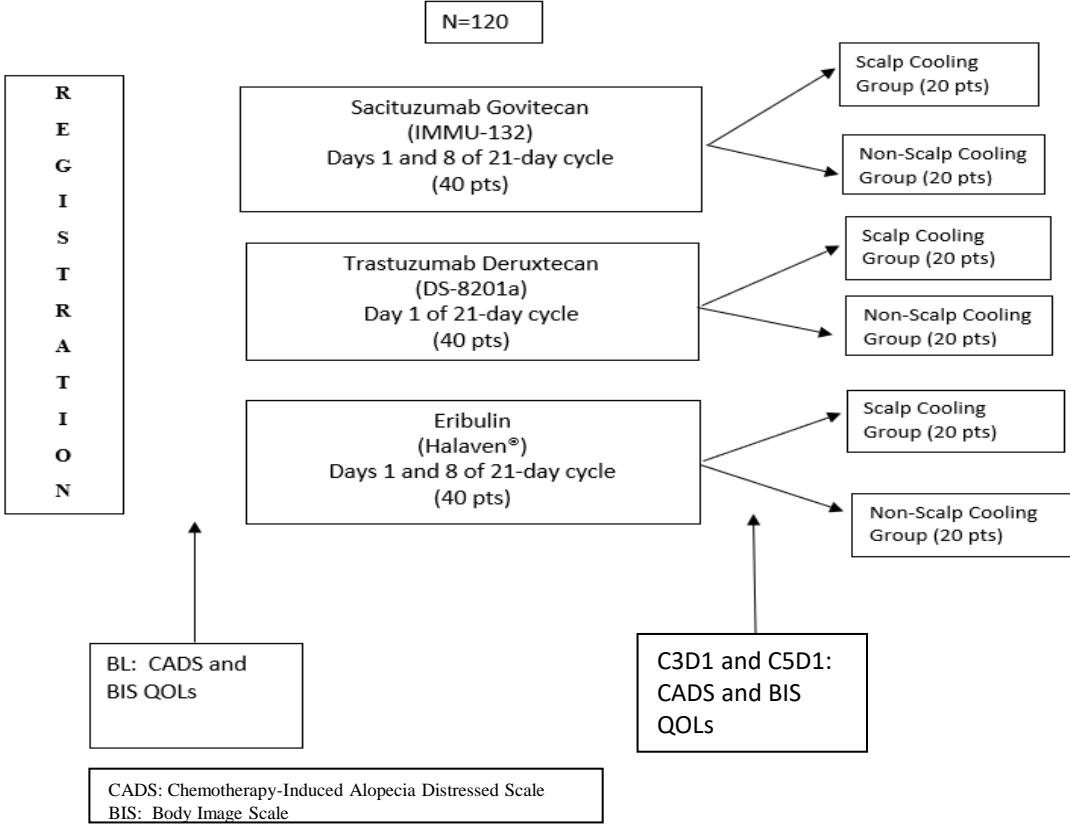 N=120
R
E
G
I
S
T
R
A
T
I
O
N
Sacituzumab Govitecan
(IMMU-132)
Days 1 and 8 of 21-day cycle
(40 pts)
Scalp Cooling
Group (20 pts)
Non-Scalp Cooling
Group (20 pts)
Trastuzumab Deruxtecan
(DS-8201a)
Day 1 of 21-day cycle
(40 pts)
Scalp Cooling
Group (20 pts)
Non-Scalp Cooling
Group (20 pts)
Eribulin
(Halaven®)
Days 1 and 8 of 21-day cycle
(40 pts)
Scalp Cooling
Group (20 pts)
Non-Scalp Cooling
Group (20 pts)
BL: CADS and
BIS QOLs
C3D1 and C5D1:
CADS and BIS
QOLs
CADS: Chemotherapy-Induced Alopecia Distressed Scale
BIS: Body Image Scale